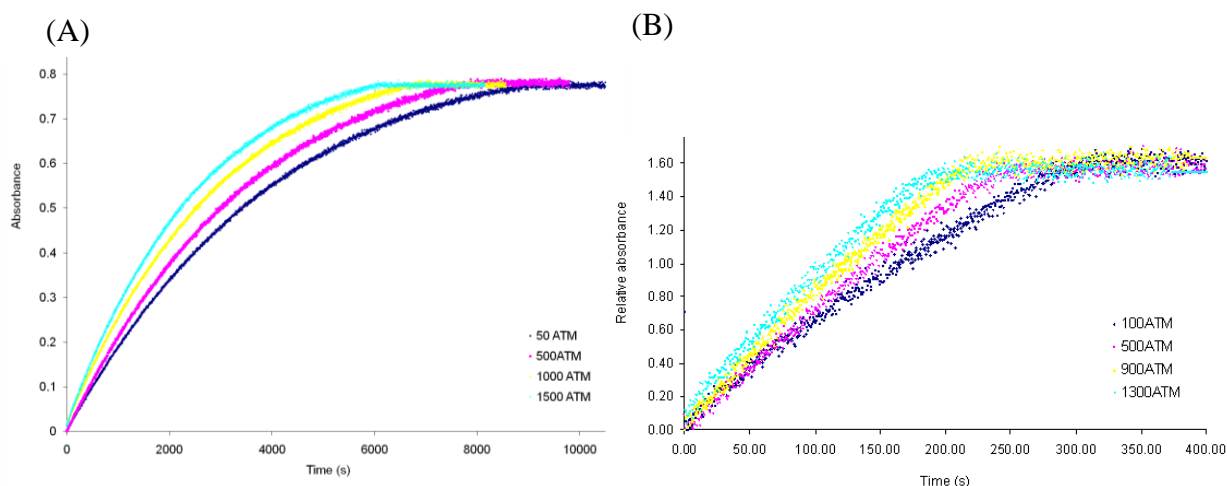 (A)
0.8
0.7
0.6
0.5
0.4
0.3
0.2
0.1
0
Absorbance
0 2000 4000 6000 8000 10000
Time (s)
50 ATM
500ATM
1000 ATM
1500 ATM
(B)
1.60
1.20
1.00
0.80
0.60
0.40
0.20
0.00
Relative absorbance
0.00 50.00 100.00 150.00 200.00 250.00 300.00 350.00 400.00
Time (s)
100ATM
500ATM
900ATM
1300ATM